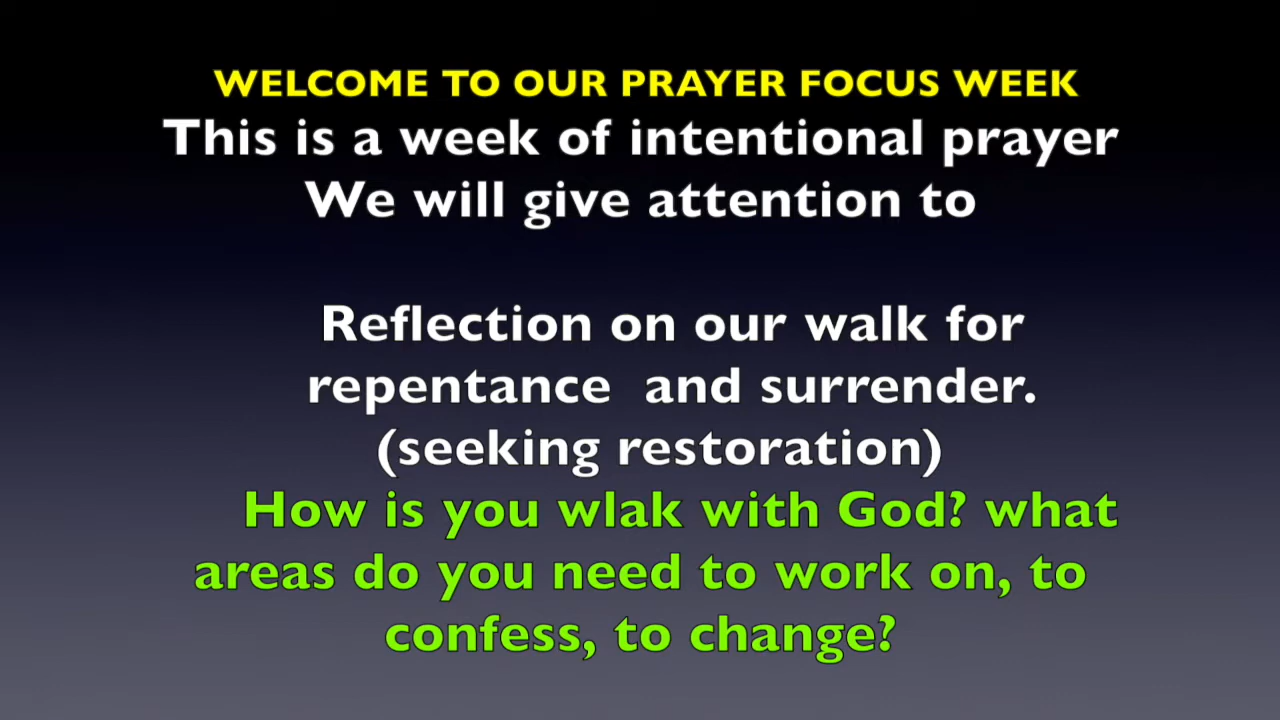 WELCOME TO OUR PRAYER FOCUS WEEK
This is a week of intentional prayer
We will give attention to
Reflection on our walk for
repentance and surrender.
(seeking restoration)
How is you wlak with God? what
areas do you need to work on, to
confess, to change?